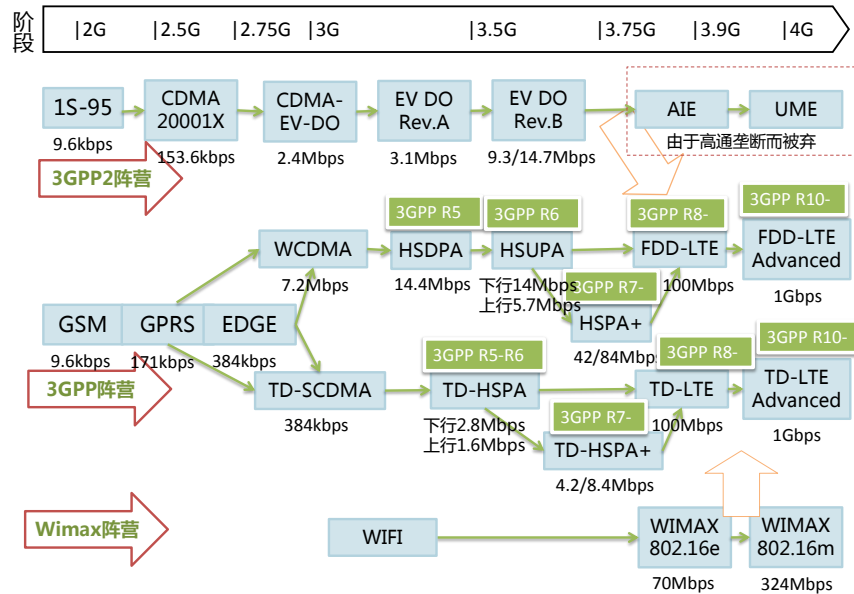 阶段
|2G
|2.5G
|2.75G
|3G
|3.5G
|3.75G
|3.9G
|4G
1S-95
9.6kbps
CDMA
20001X
153.6kbps
CDMA-
EV-DO
2.4Mbps
EV DO
Rev.A
3.1Mbps
EV DO
Rev.B
9.3/14.7Mbps
AIE
UME
由于高通垄断而被弃
3GPP2阵营
3GPP R5
3GPP R6
3GPP R8-
3GPP R10-
WCDMA
7.2Mbps
HSDPA
14.4Mbps
HSUPA
下行14Mbps
上行5.7Mbps
FDD-LTE
100Mbps
FDD-LTE
Advanced
1Gbps
3GPP R7-
HSPA+
42/84Mbps
GSM
9.6kbps
GPRS
171kbps
EDGE
384kbps
3GPP阵营
3GPP R5-R6
3GPP R8-
3GPP R10-
TD-SCDMA
384kbps
TD-HSPA
下行2.8Mbps
上行1.6Mbps
TD-LTE
100Mbps
TD-LTE
Advanced
1Gbps
3GPP R7-
TD-HSPA+
4.2/8.4Mbps
Wimax阵营
WIFI
WIMAX
802.16e
70Mbps
WIMAX
802.16m
324Mbps